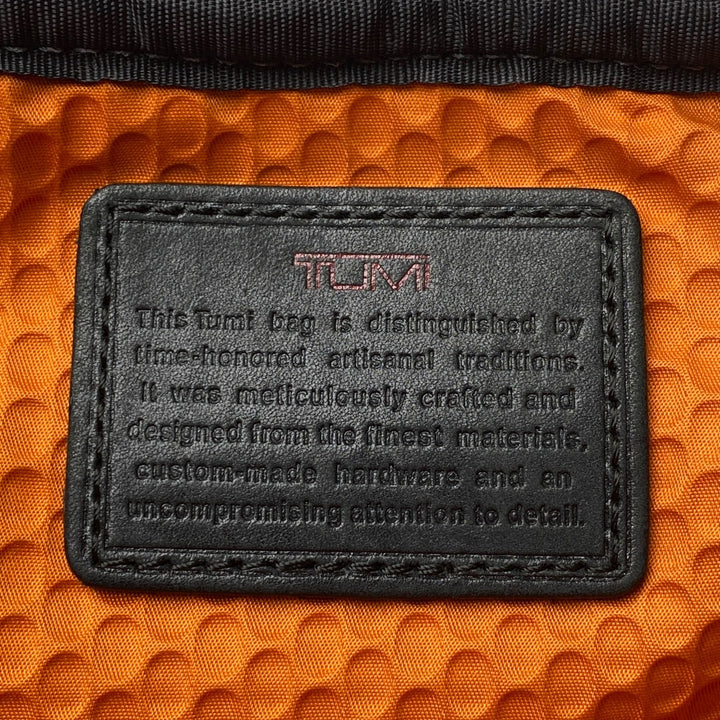 TUMI
This Tumi bag is distinguished by
time-honored artisanal traditions.
It was meticulously crafted and
designed from the finest materials,
custom-made hardware and an
uncompromising attention to detail.